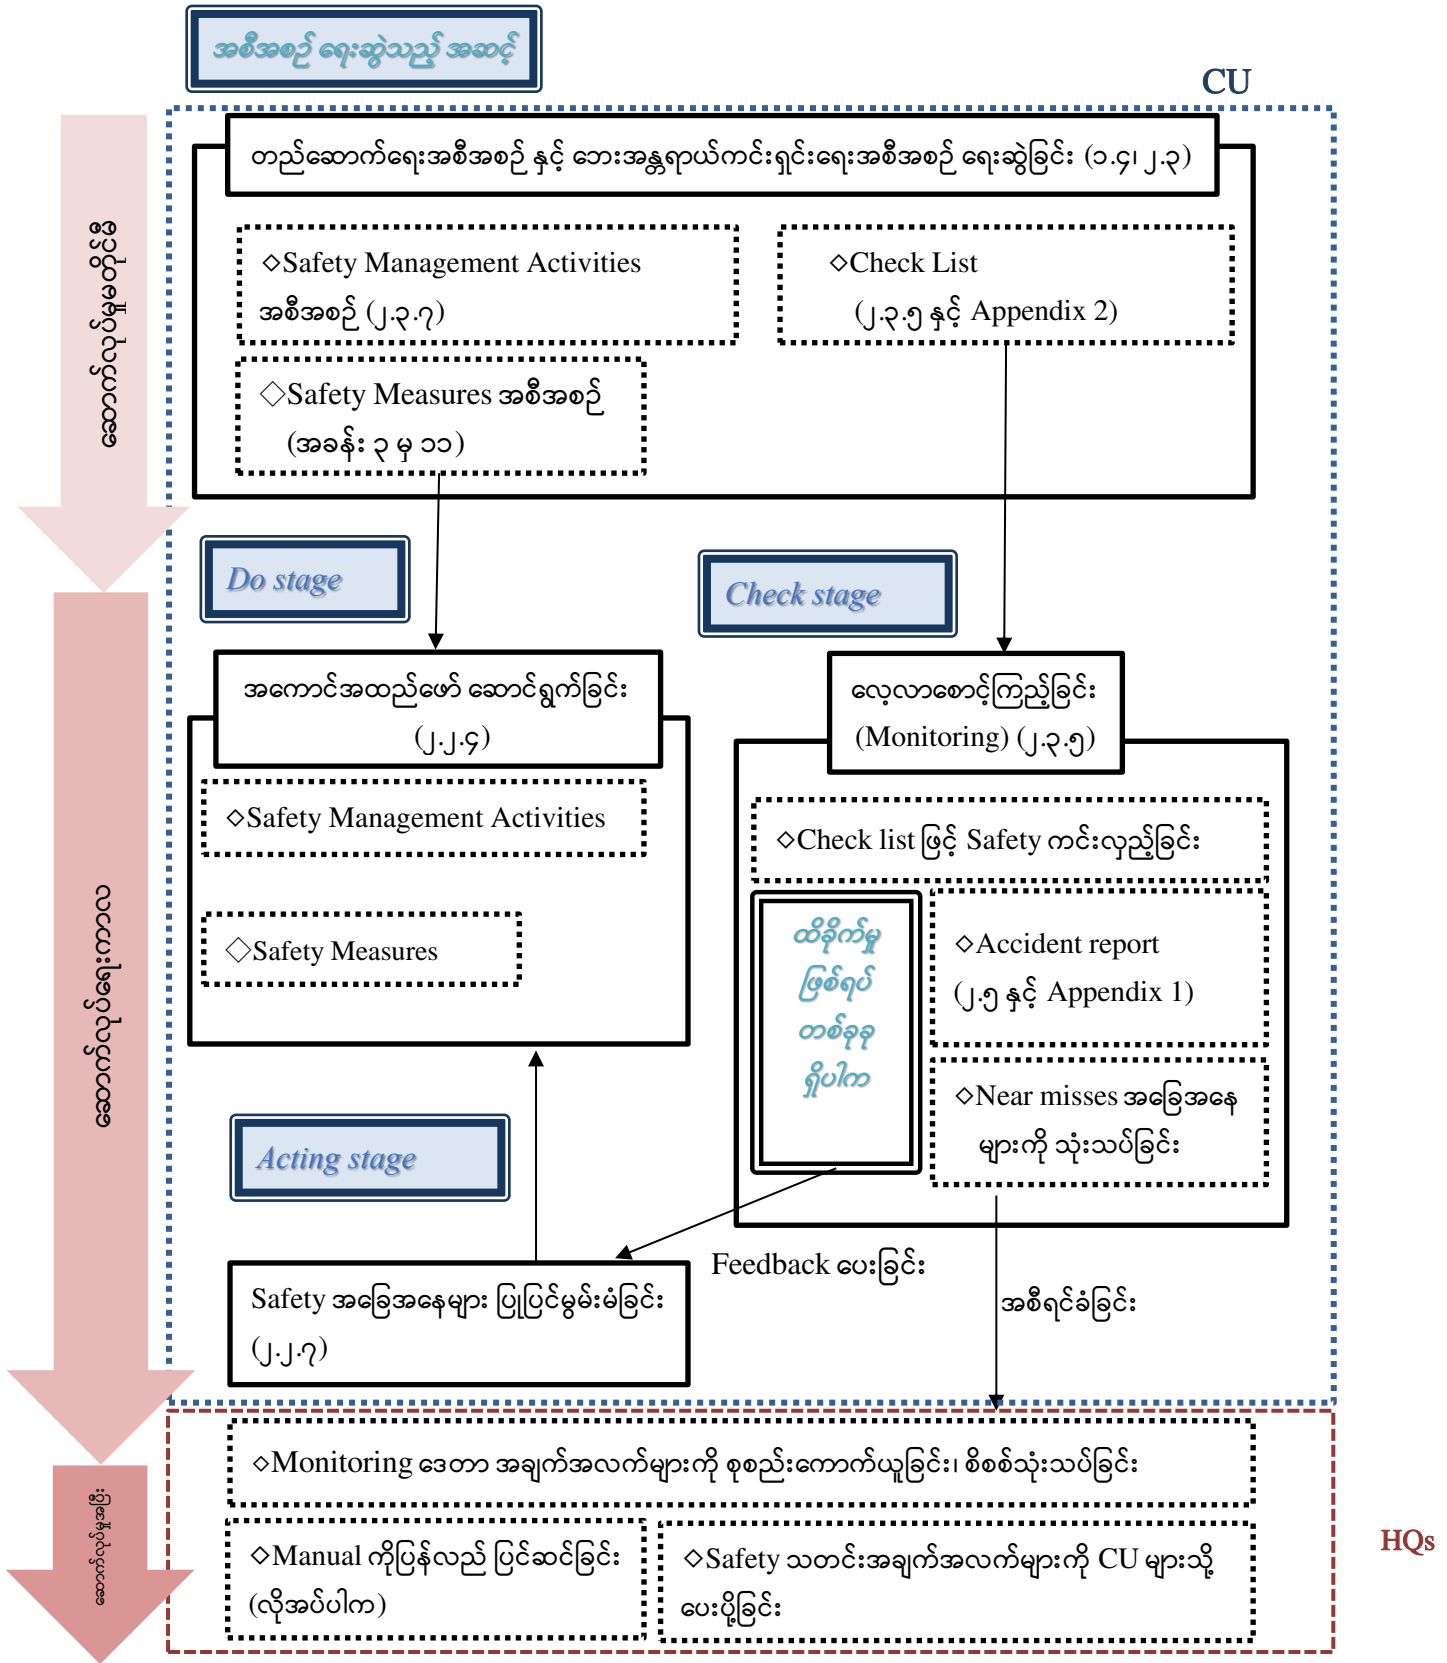 အစီအစဉ် ရေးဆွဲသည့် အဆင့်
CU
တည်ဆောက်ရေးအစီအစဉ် နှင့် ဘေးအန္တရာယ်ကင်းရှင်းရေးအစီအစဉ် ရေးဆွဲခြင်း (၁.၄၊၂.၃)
◇Safety Management Activities
အစီအစဉ် (၂.၃.၇)
◇Check List
(၂.၃.၅ နှင့် Appendix 2)
◇Safety Measures အစီအစဉ်
(အခန်း ၃ မှ ၁၁)
Do stage
Check stage
အကောင်အထည်ဖော် ဆောင်ရွက်ခြင်း
(၂.၂.၄)
လေ့လာစောင့်ကြည့်ခြင်း
(Monitoring) (၂.၃.၅)
◇Safety Management Activities
◇Safety Measures
◇Check list ဖြင့် Safety ကင်းလှည့်ခြင်း
ထိခိုက်မှု
ဖြစ်ရပ်
တစ်ခုခု
ရှိပါက
◇Accident report
(၂.၅ နှင့် Appendix 1)
◇Near misses အခြေအနေ
များကို သုံးသပ်ခြင်း
Acting stage
Feedback ပေးခြင်း
Safety အခြေအနေများ ပြုပြင်မွမ်းမံခြင်း
(၂.၂.၇)
အစီရင်ခံခြင်း
◇Monitoring ဒေတာ အချက်အလက်များကို စုစည်းကောက်ယူခြင်း၊ စိစစ်သုံးသပ်ခြင်း
◇Manual ကိုပြန်လည် ပြင်ဆင်ခြင်း
(လိုအပ်ပါက)
◇Safety သတင်းအချက်အလက်များကို CU များသို့
ပေးပို့ခြင်း
HQs